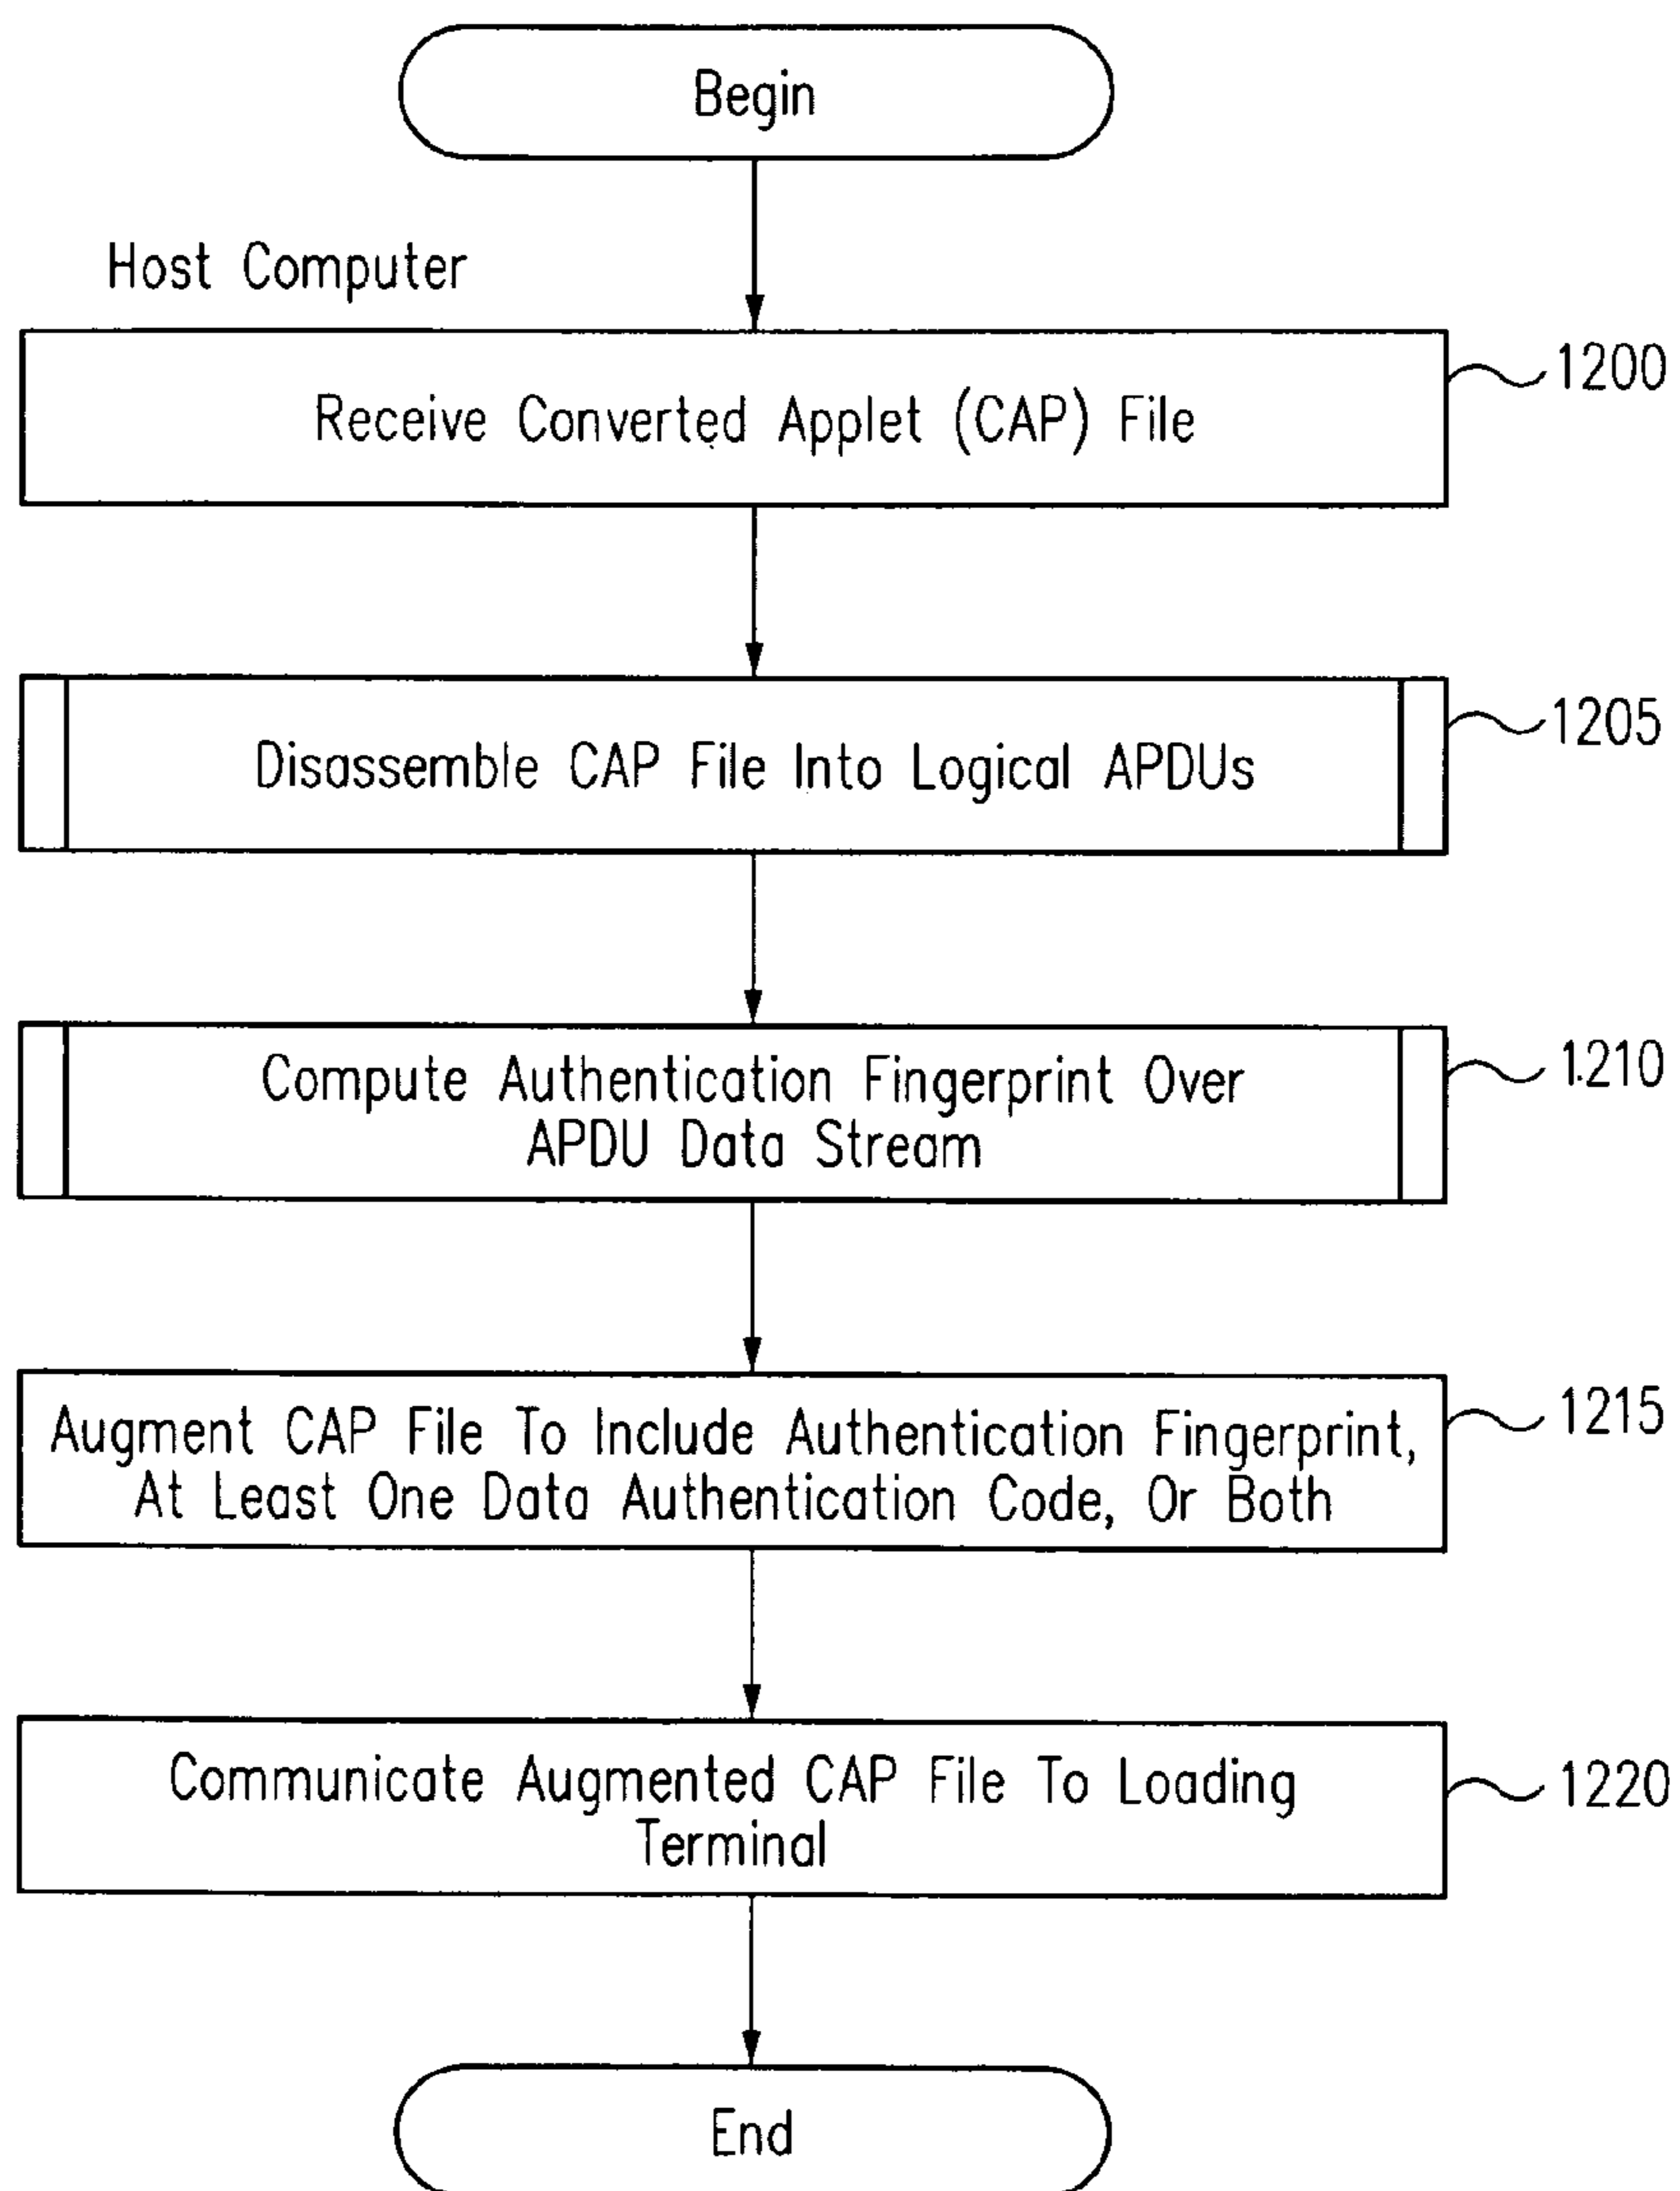 Begin
Host Computer
Receive Converted Applet (CAP) File
1200
Disassemble CAP File Into Logical APDUs
1205
Compute Authentication Fingerprint Over
APDU Data Stream
1210
Augment CAP File To Include Authentication Fingerprint,
At Least One Data Authentication Code, Or Both
1215
Communicate Augmented CAP File To Loading
Terminal
1220
End